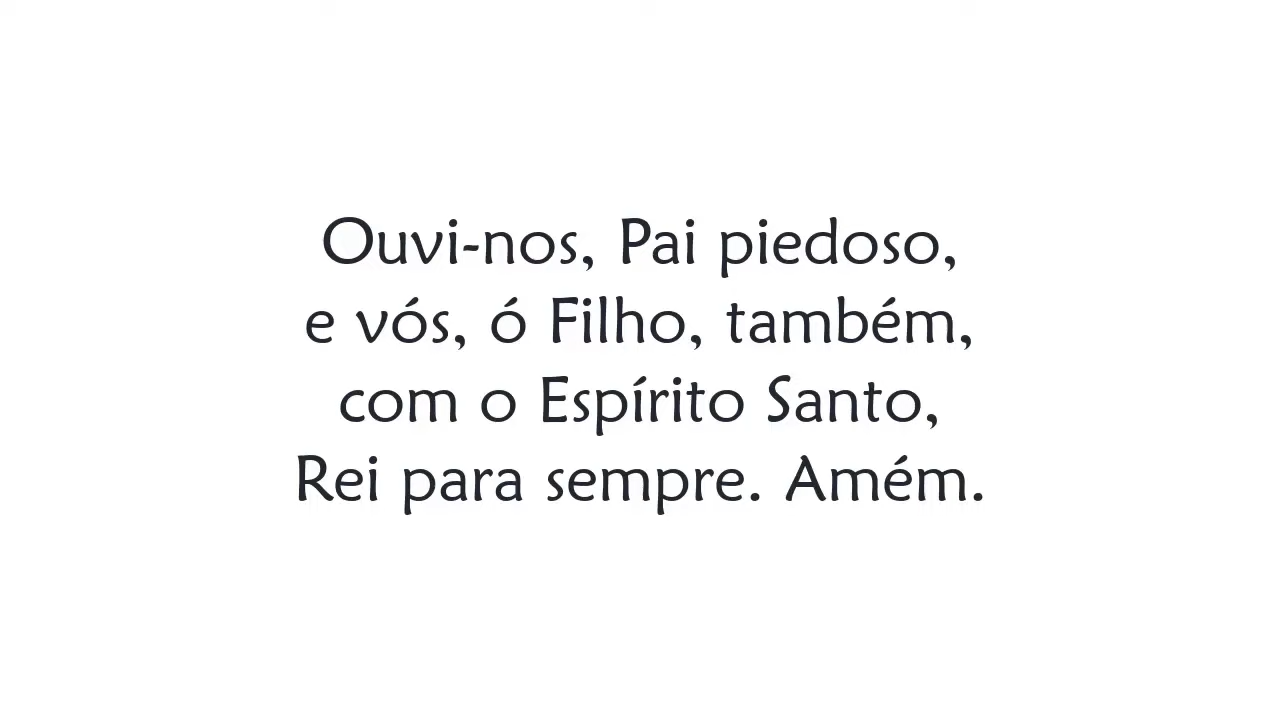 Ouvi-nos, Pai piedoso,
e vós, ó Filho, também,
com o Espírito Santo,
Rei para sempre. Amém.